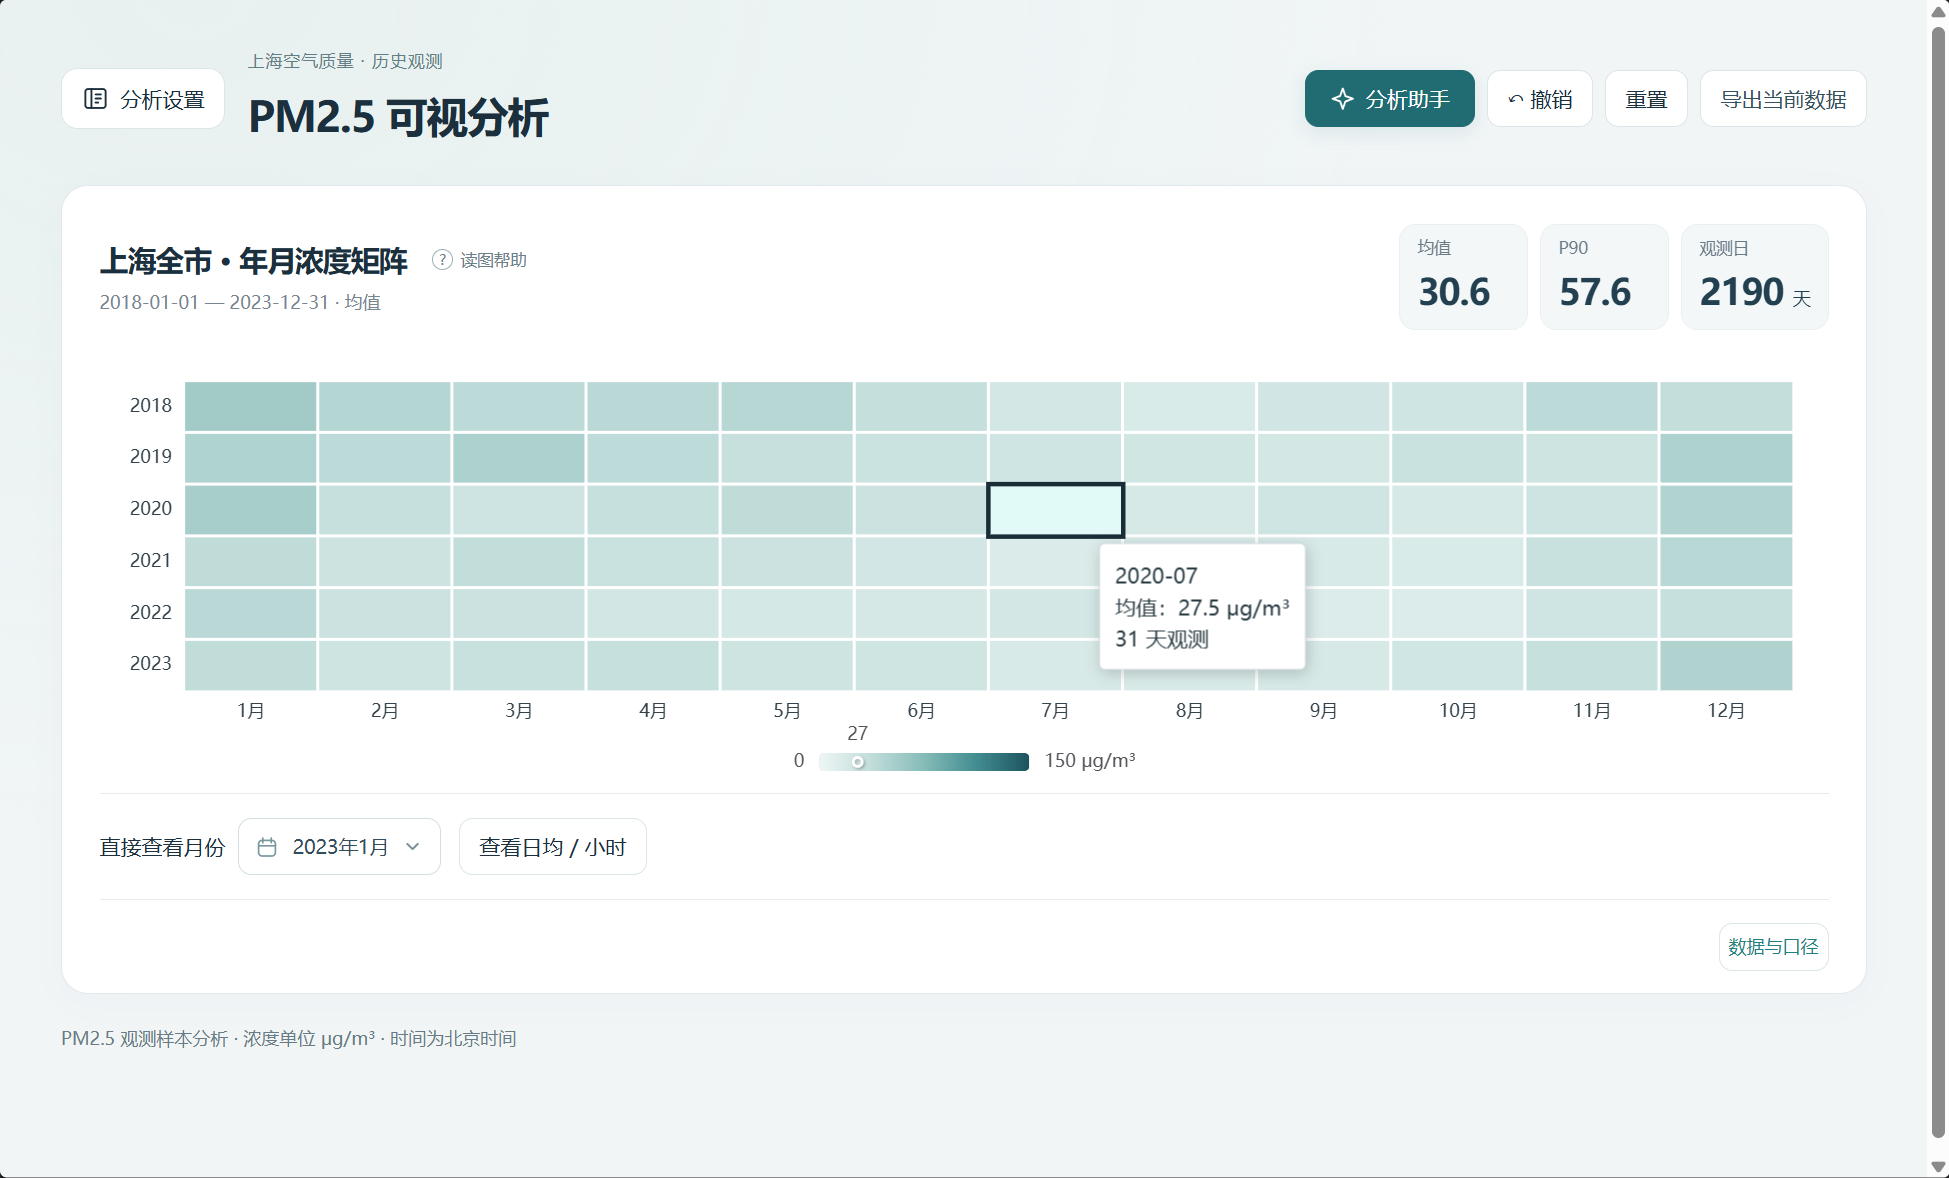 上海空气质量 · 历史观测
分析设置
PM2.5 可视分析
分析助手
撤销
重置
导出当前数据
上海全市 · 年月浓度矩阵
? 读图帮助
2018-01-01 — 2023-12-31 · 均值
均值
30.6
P90
57.6
观测日
2190 天
2018
2019
2020
2021
2022
2023
2020-07
均值：27.5 μg/m³
31 天观测
1月 2月 3月 4月 5月 6月 7月 8月 9月 10月 11月 12月
27
0 150 μg/m³
直接查看月份
2023年1月
查看日均 / 小时
数据与口径
PM2.5 观测样本分析 · 浓度单位 μg/m³ · 时间为北京时间